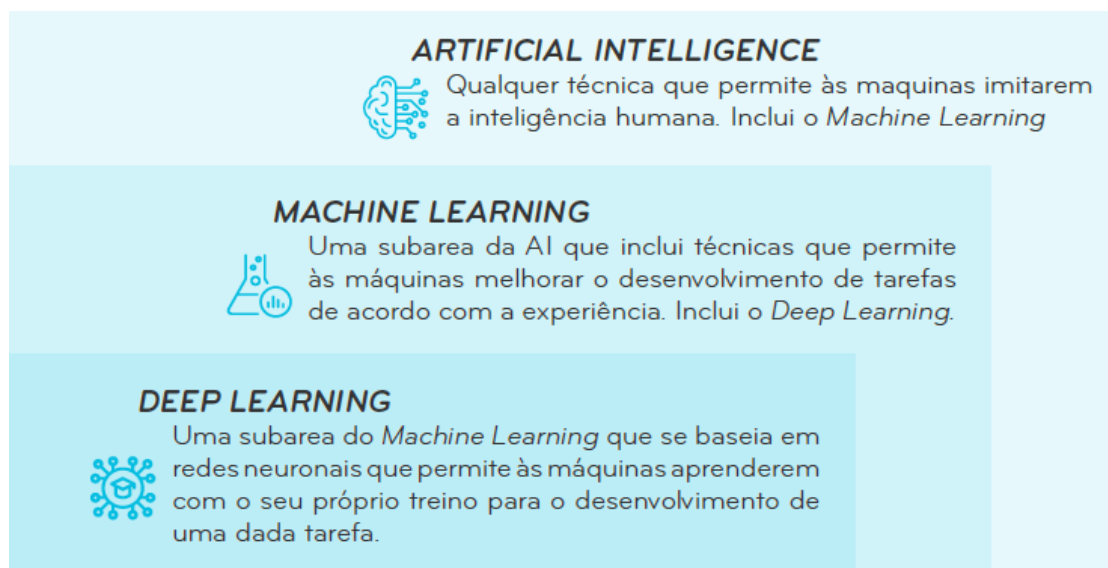 ARTIFICIAL INTELLIGENCE
Qualquer técnica que permite às maquinas imitarem
a inteligência humana. Inclui o Machine Learning
MACHINE LEARNING
Uma subarea da AI que inclui técnicas que permite
às máquinas melhorar o desenvolvimento de tarefas
de acordo com a experiência. Inclui o Deep Learning.
DEEP LEARNING
Uma subarea do Machine Learning que se baseia em
redes neuronais que permite às máquinas aprenderem
com o seu próprio treino para o desenvolvimento de
uma dada tarefa.